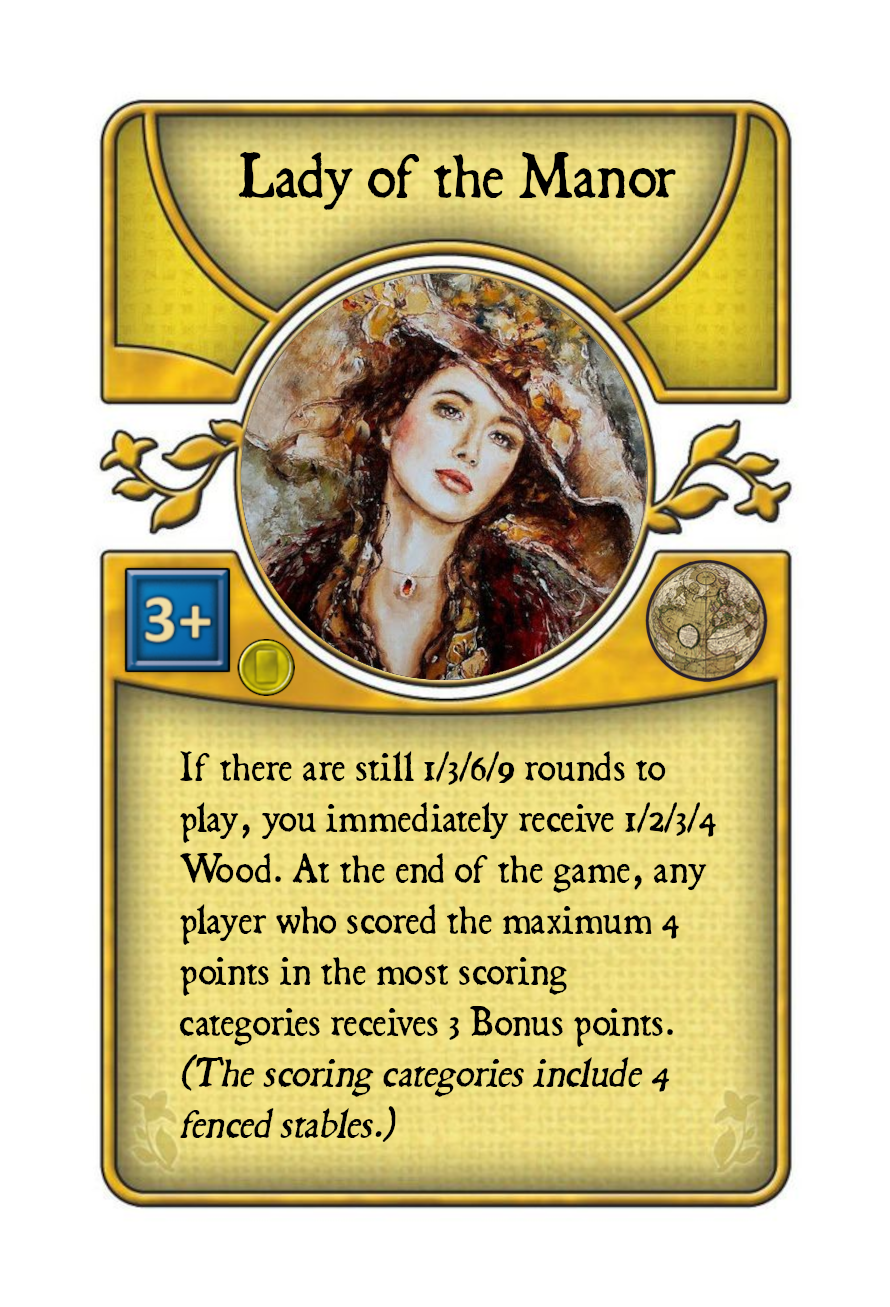 Lady of the Manor
3+
If there are still 1/3/6/9 rounds to
play, you immediately receive 1/2/3/4
Wood. At the end of the game, any
player who scored the maximum 4
points in the most scoring
categories receives 3 Bonus points.
(The scoring categories include 4
fenced stables.)